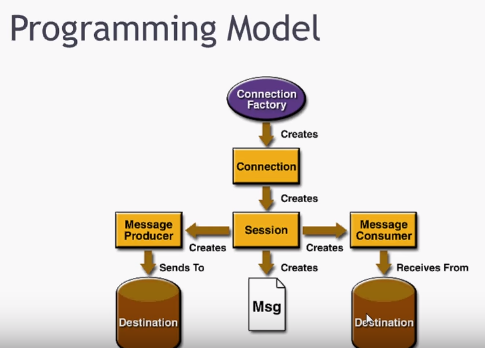 Programming Model
Connection
Factory
Creates
Connection
Creates
Message
Producer
Creates
Session
Creates
Message
Consumer
Sends To
Creates
Receives From
Destination
Msg
Destination